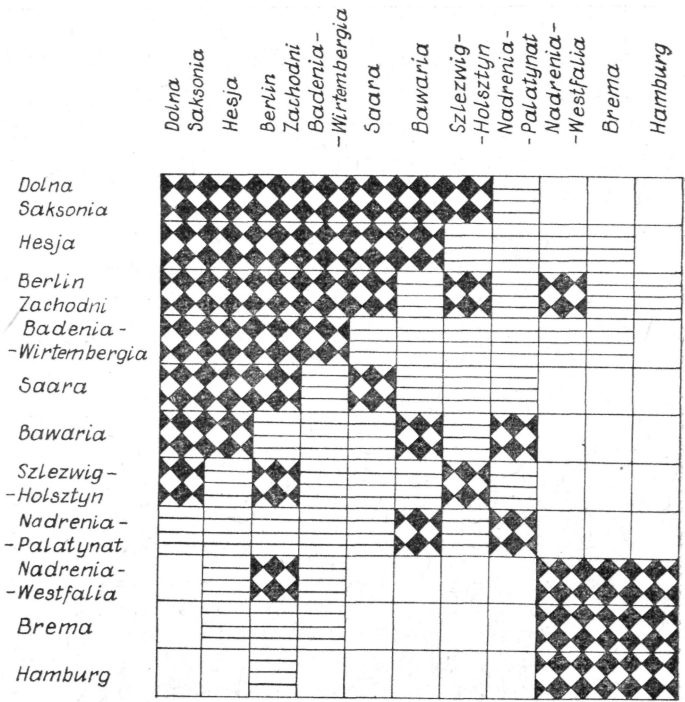 Dolna
Saksonia
Hesja
Berlin
Zachodni
Badenia-
-Wirtembergia
Saara
Bawaria
Szlezwig-
-Holsztyn
Nadrenia-
-Palatynat
Nadrenia-
-Westfalia
Brema
Hamburg
Dolna
Saksonia
Hesja
Berlin
Zachodni
Badenia-
-Wirtembergia
Saara
Bawaria
Szlezwig-
-Holsztyn
Nadrenia-
-Palatynat
Nadrenia-
-Westfalia
Brema
Hamburg